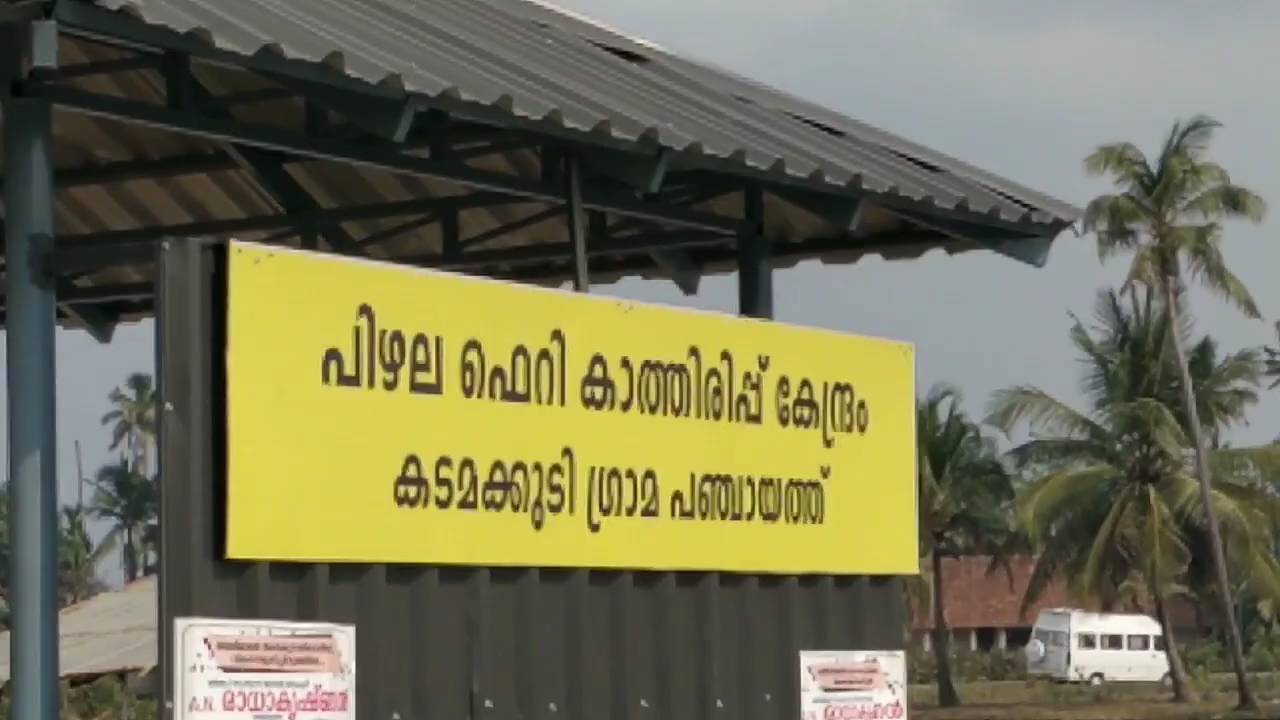 പിഴല ഫെറി കാത്തിരിപ്പ് കേന്ദ്രം
കടമക്കുടി ഗ്രാമ പഞ്ചായത്ത്